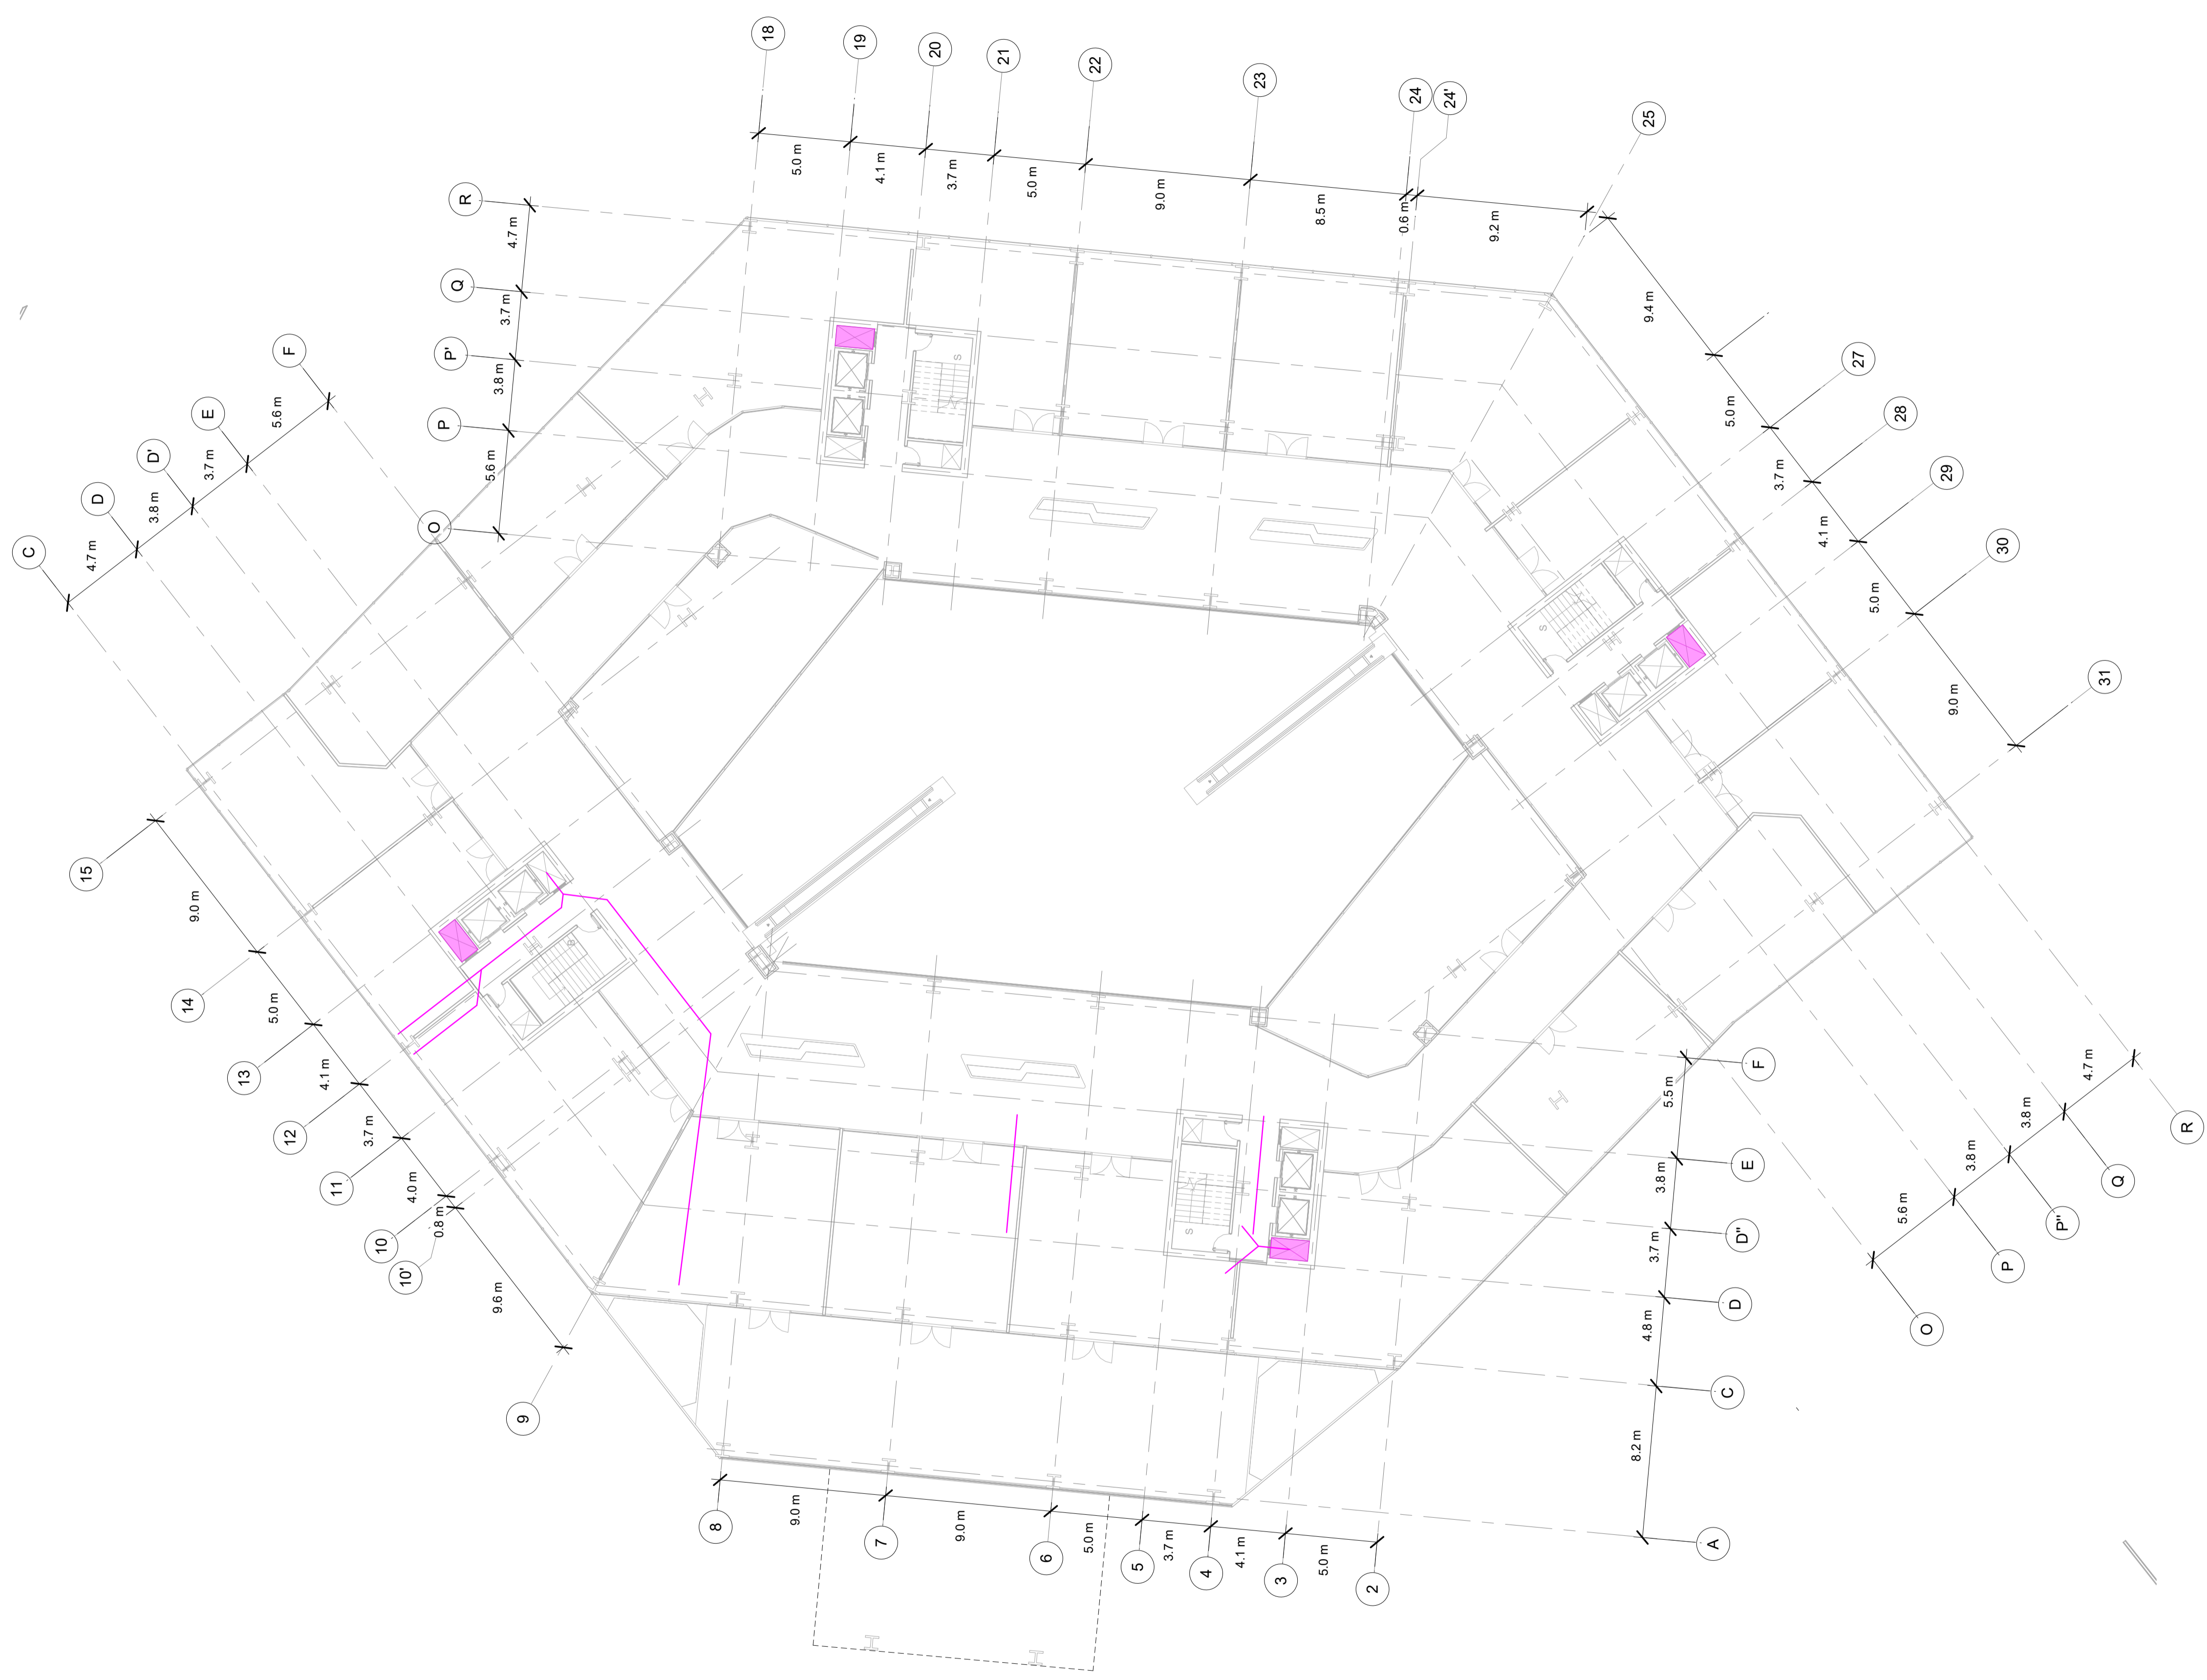 18
19
20
21
22
23
24
24'
25
5.0 m
4.1 m
3.7 m
5.0 m
9.0 m
8.5 m
0.6 m
9.2 m
R
Q
P'
P
O
4.7 m
3.7 m
3.8 m
5.6 m
F
E
D'
D
C
5.6 m
3.7 m
3.8 m
4.7 m
9.4 m
5.0 m
3.7 m
4.1 m
5.0 m
9.0 m
27
28
29
30
31
S
S
S
15
14
13
12
11
10
10'
9
9.0 m
5.0 m
4.1 m
3.7 m
4.0 m
0.8 m
9.6 m
8
7
6
5
4
3
2
9.0 m
9.0 m
5.0 m
3.7 m
4.1 m
5.0 m
F
E
D"
D
C
A
5.5 m
3.8 m
3.7 m
4.8 m
8.2 m
4.7 m
3.8 m
3.8 m
5.6 m
R
Q
P"
P
O